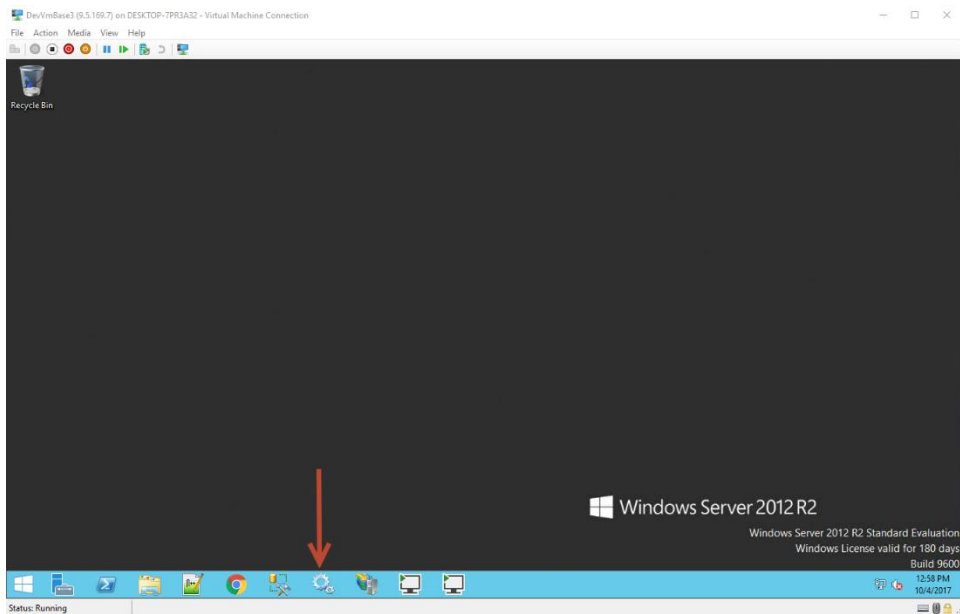 DevVmBase3 (9.5.169.7) on DESKTOP-7PR3A32 - Virtual Machine Connection
File Action Media View Help
Recycle Bin
Windows Server 2012 R2
Windows Server 2012 R2 Standard Evaluation
Windows License valid for 180 days
Build 9600
12:58 PM
10/4/2017
Status: Running